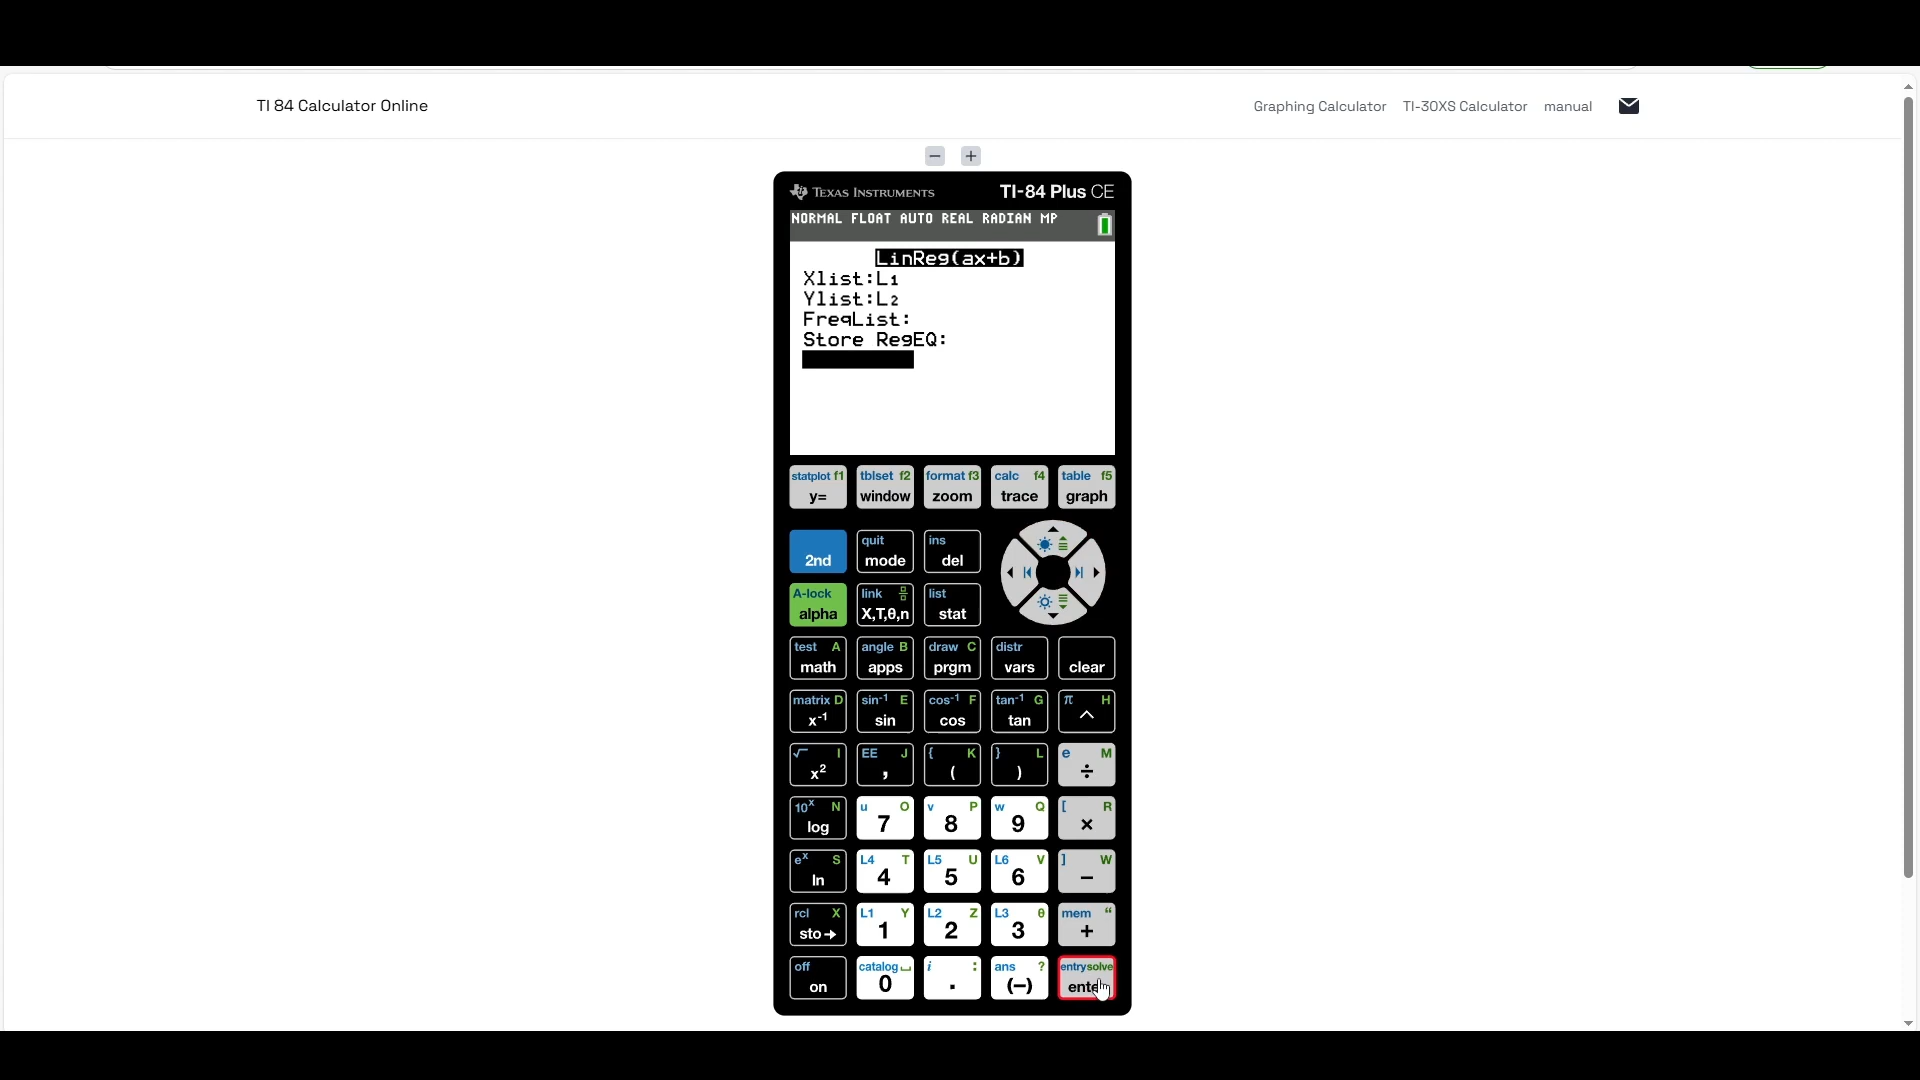 TI 84 Calculator Online
Graphing Calculator TI-30XS Calculator manual
− +
TEXAS INSTRUMENTS TI-84 Plus CE
NORMAL FLOAT AUTO REAL RADIAN MP
LinReg(ax+b)
Xlist:L1
Ylist:L2
FreqList:
Store RegEQ:
statplot f1 tblset f2 format f3 calc f4 table f5
y= window zoom trace graph
quit ins
2nd mode del
A-lock link list
alpha X,T,θ,n stat
test A angle B draw C distr
math apps prgm vars clear
matrix D sin⁻¹ E cos⁻¹ F tan⁻¹ G π H
x⁻¹ sin cos tan ^
√ I EE J { K } L e M
x² , ( ) ÷
10ˣ N u O v P w Q [ R
log 7 8 9 ×
eˣ S L4 T L5 U L6 V ] W
ln 4 5 6 −
rcl X L1 Y L2 Z L3 θ mem “
sto→ 1 2 3 +
off catalog i : ans ? entry solve
on 0 . (−)